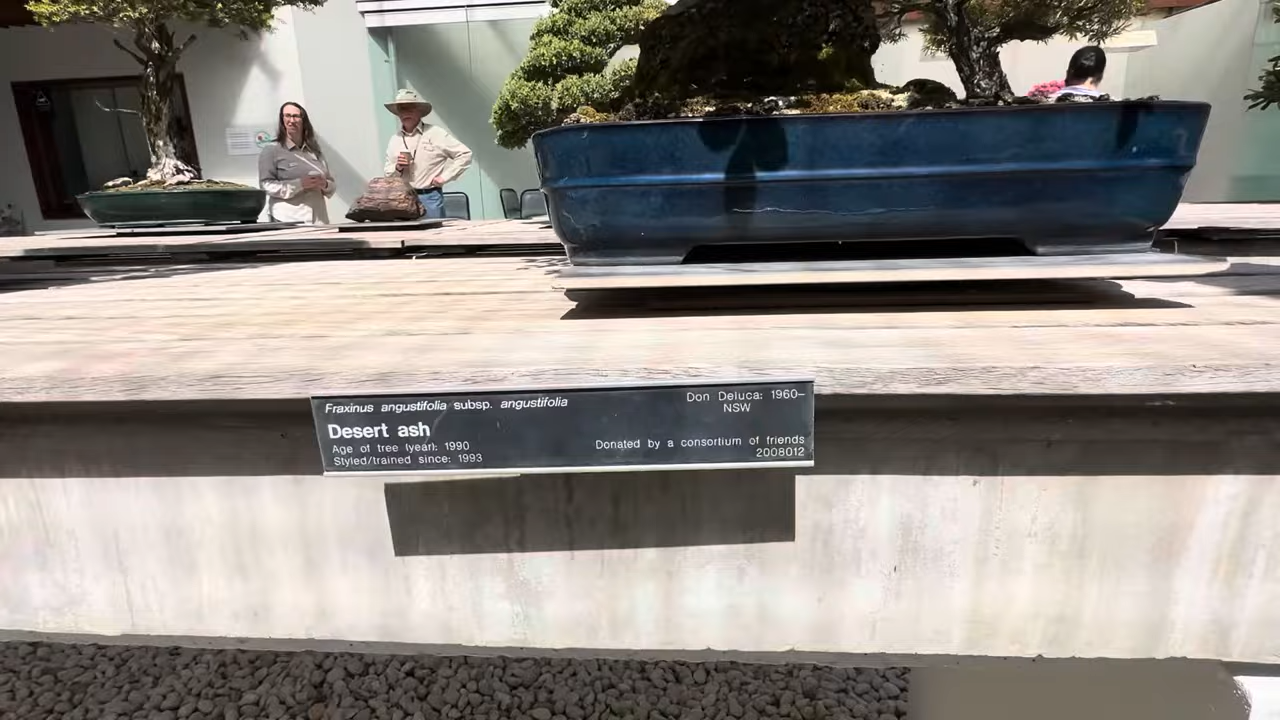 Fraxinus angustifolia subsp. angustifolia
Desert ash
Age of tree (year): 1990
Styled/trained since: 1993
Don Deluca: 1960–
NSW
Donated by a consortium of friends
2008012